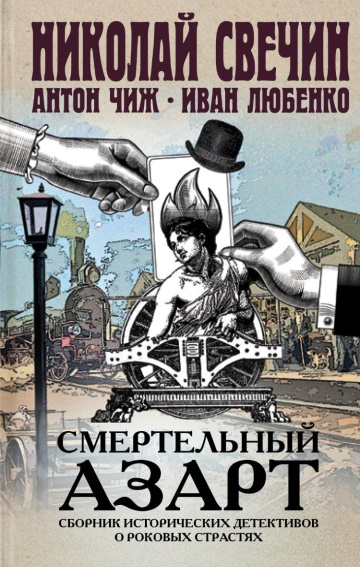 НИКОЛАЙ СВЕЧИН
АНТОН ЧИЖ · ИВАН ЛЮБЕНКО
СМЕРТЕЛЬНЫЙ
АЗАРТ
СБОРНИК ИСТОРИЧЕСКИХ ДЕТЕКТИВОВ
О РОКОВЫХ СТРАСТЯХ